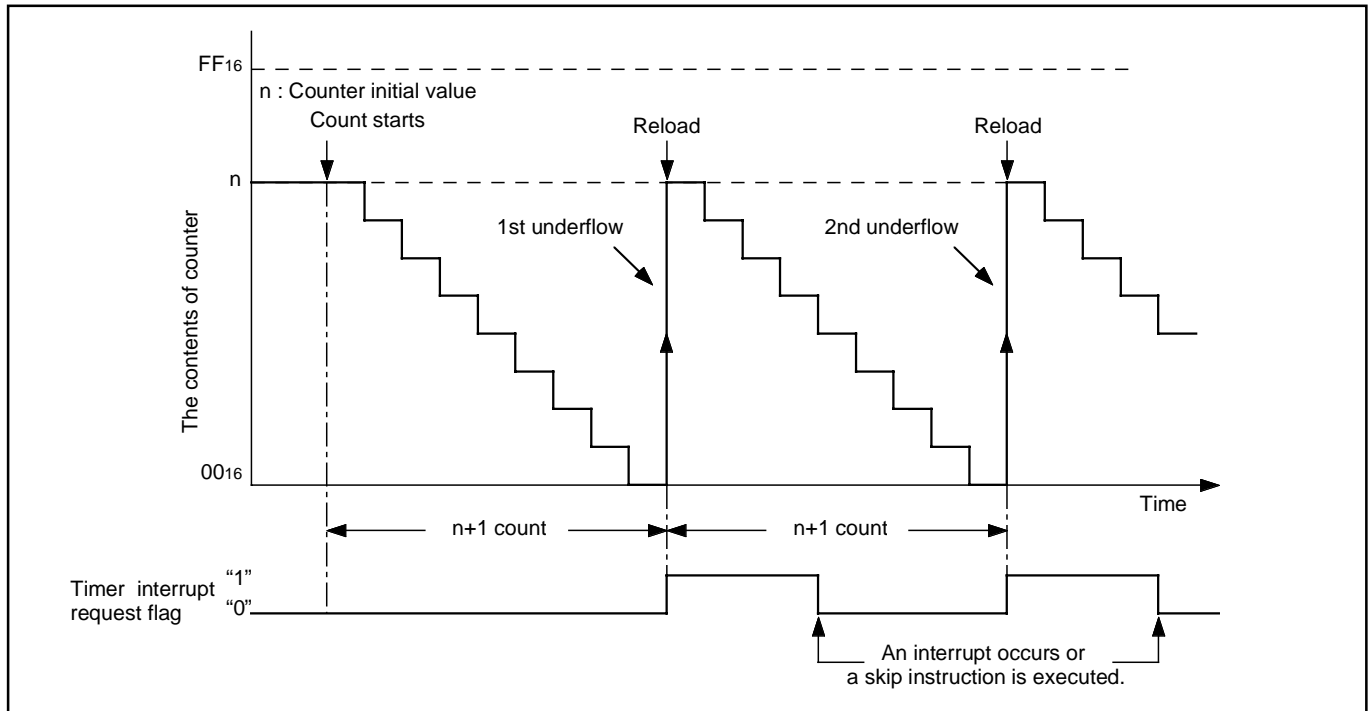 FF16
n : Counter initial value
Count starts
Reload
Reload
n
1st underflow
2nd underflow
The contents of counter
0016
Time
n+1 count
n+1 count
Timer interrupt
request flag
“1”
“0”
An interrupt occurs or
a skip instruction is executed.